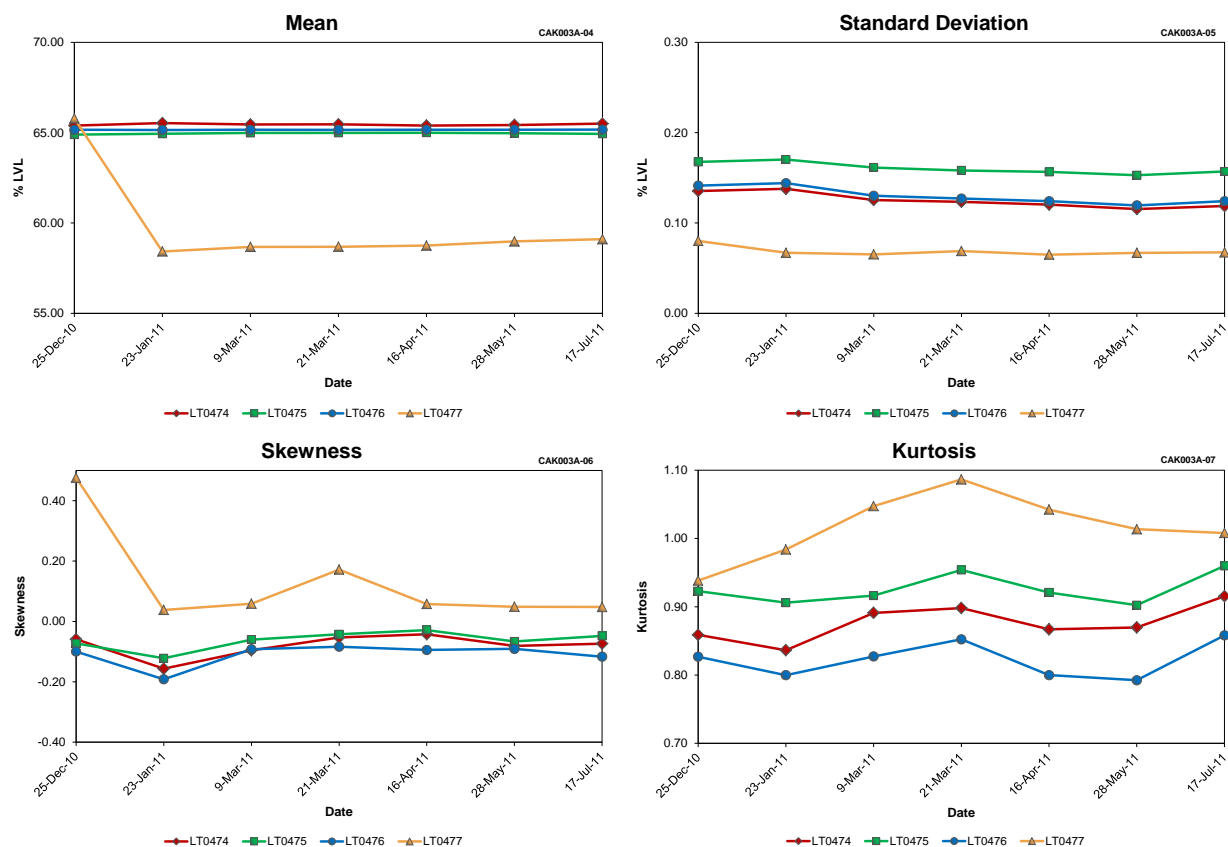 Mean
CAK003A-04
70.00
65.00
60.00
55.00
% LVL
25-Dec-10
23-Jan-11
9-Mar-11
21-Mar-11
16-Apr-11
28-May-11
17-Jul-11
Date
LT0474 LT0475 LT0476 LT0477
Standard Deviation
CAK003A-05
0.30
0.20
0.10
0.00
% LVL
25-Dec-10
23-Jan-11
9-Mar-11
21-Mar-11
16-Apr-11
28-May-11
17-Jul-11
Date
LT0474 LT0475 LT0476 LT0477
Skewness
CAK003A-06
0.40
0.20
0.00
-0.20
-0.40
Skewness
25-Dec-10
23-Jan-11
9-Mar-11
21-Mar-11
16-Apr-11
28-May-11
17-Jul-11
Date
LT0474 LT0475 LT0476 LT0477
Kurtosis
CAK003A-07
1.10
1.00
0.90
0.80
0.70
Kurtosis
25-Dec-10
23-Jan-11
9-Mar-11
21-Mar-11
16-Apr-11
28-May-11
17-Jul-11
Date
LT0474 LT0475 LT0476 LT0477